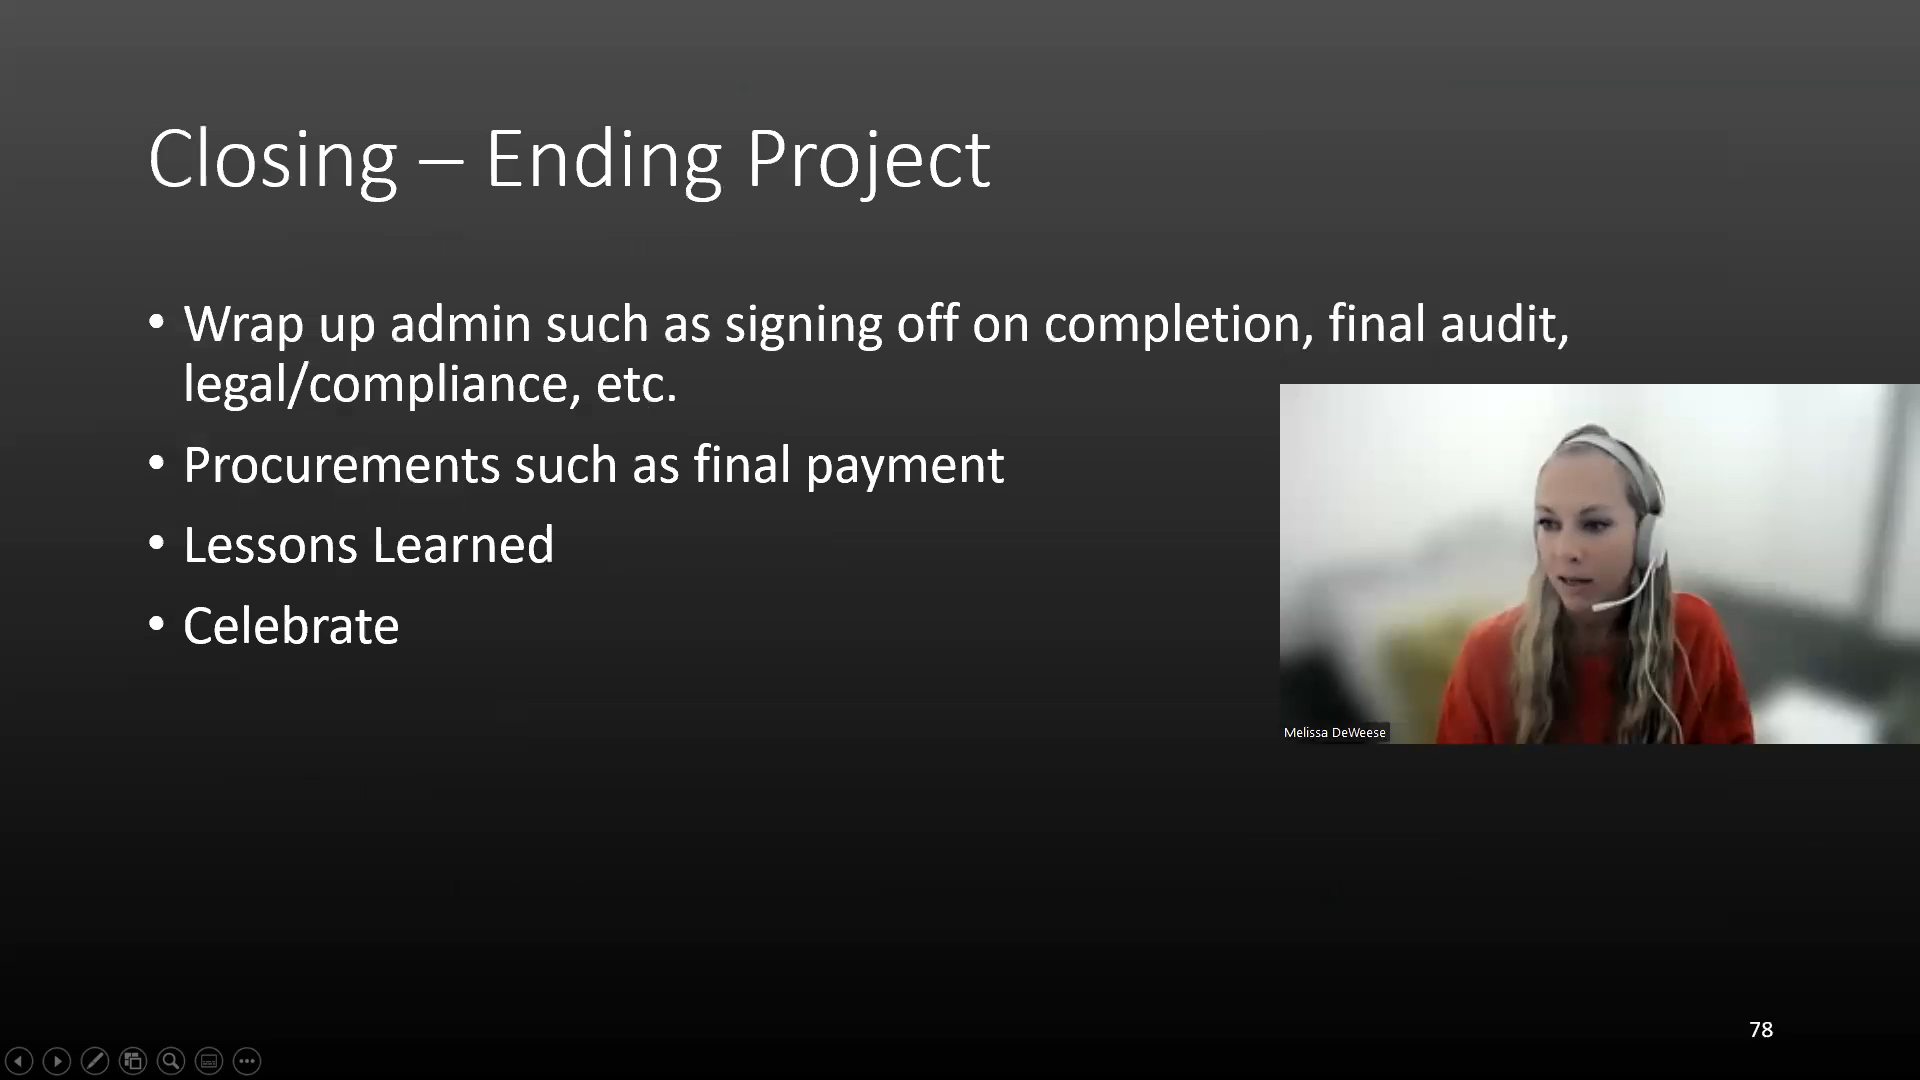 Closing – Ending Project
• Wrap up admin such as signing off on completion, final audit,
legal/compliance, etc.
• Procurements such as final payment
• Lessons Learned
• Celebrate
Melissa DeWeese
78